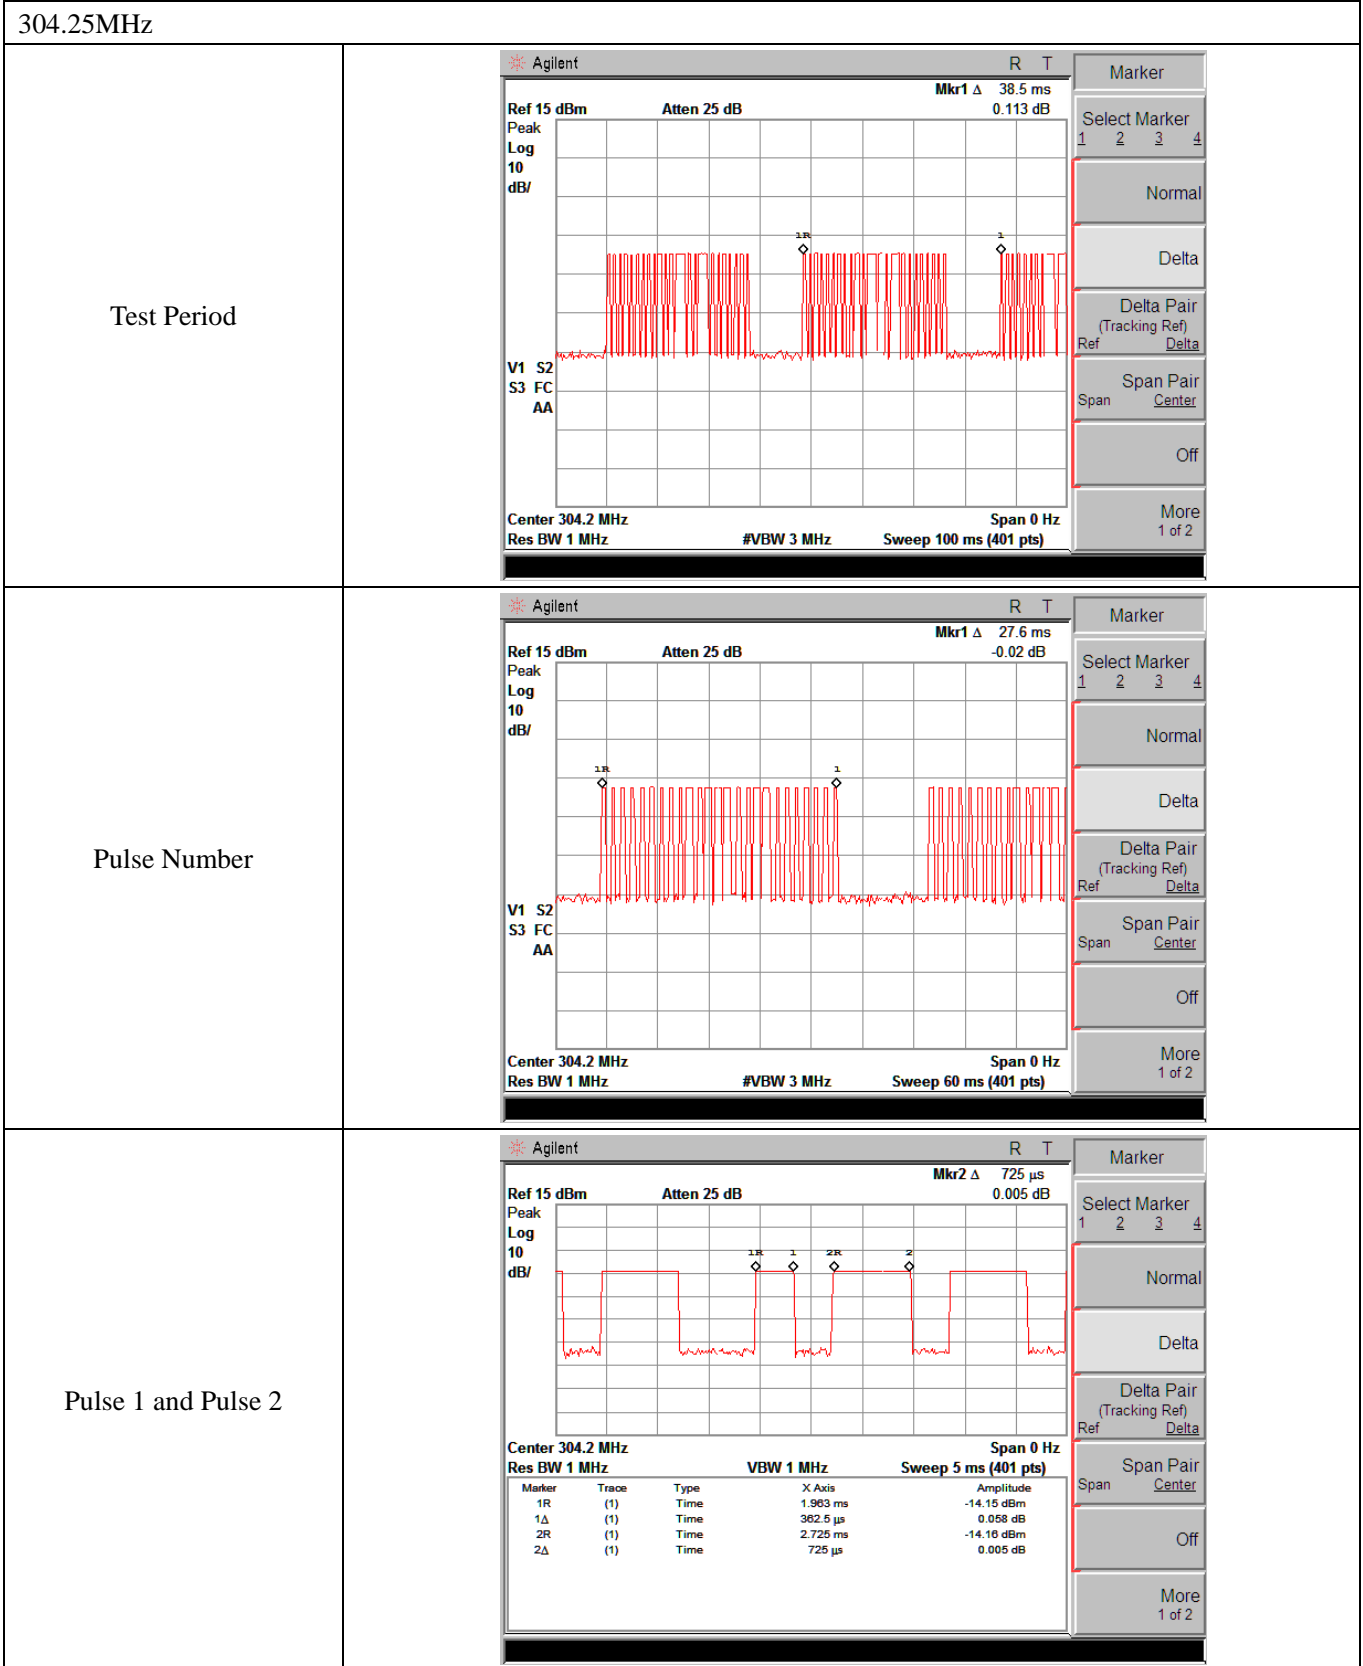 304.25MHz
Test Period
Agilent R T
Mkr1 Δ 38.5 ms
Ref 15 dBm Atten 25 dB 0.113 dB
Peak
Log
10
dB/
1R 1
V1 S2
S3 FC
AA
Center 304.2 MHz Span 0 Hz
Res BW 1 MHz #VBW 3 MHz Sweep 100 ms (401 pts)
Marker
Select Marker
1 2 3 4
Normal
Delta
Delta Pair
(Tracking Ref)
Ref Delta
Span Pair
Span Center
Off
More
1 of 2
Pulse Number
Agilent R T
Mkr1 Δ 27.6 ms
Ref 15 dBm Atten 25 dB -0.02 dB
Peak
Log
10
dB/
1R 1
V1 S2
S3 FC
AA
Center 304.2 MHz Span 0 Hz
Res BW 1 MHz #VBW 3 MHz Sweep 60 ms (401 pts)
Marker
Select Marker
1 2 3 4
Normal
Delta
Delta Pair
(Tracking Ref)
Ref Delta
Span Pair
Span Center
Off
More
1 of 2
Pulse 1 and Pulse 2
Agilent R T
Mkr2 Δ 725 μs
Ref 15 dBm Atten 25 dB 0.005 dB
Peak
Log
10
dB/
1R 1 2R 2
Center 304.2 MHz Span 0 Hz
Res BW 1 MHz VBW 1 MHz Sweep 5 ms (401 pts)
Marker Trace Type X Axis Amplitude
1R (1) Time 1.963 ms -14.15 dBm
1Δ (1) Time 362.5 μs 0.058 dB
2R (1) Time 2.725 ms -14.16 dBm
2Δ (1) Time 725 μs 0.005 dB
Marker
Select Marker
1 2 3 4
Normal
Delta
Delta Pair
(Tracking Ref)
Ref Delta
Span Pair
Span Center
Off
More
1 of 2